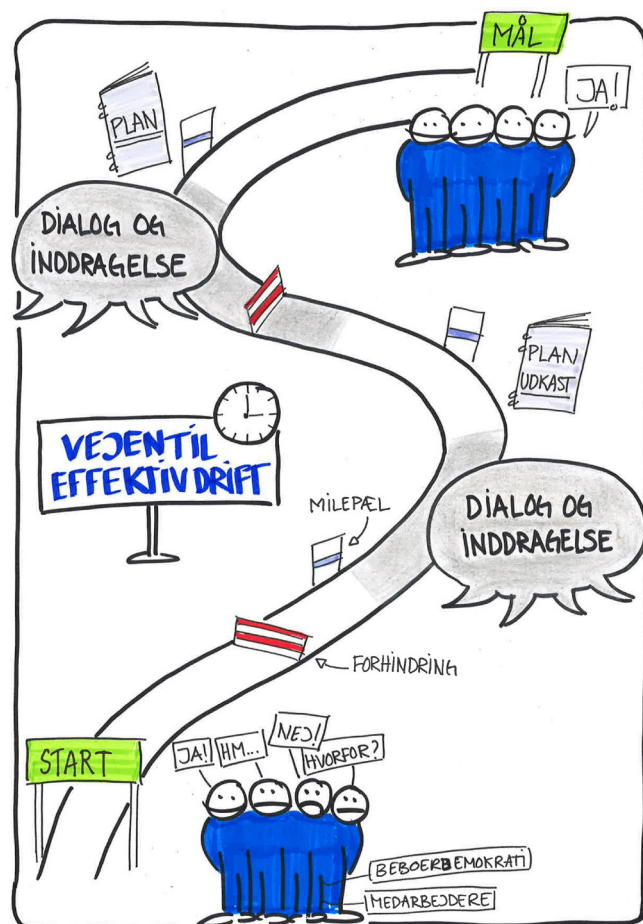 MÅL
JA!
PLAN
DIALOG OG
INDDRAGELSE
PLAN
UDKAST
VEJEN TIL
EFFEKTIV DRIFT
MILEPÆL
DIALOG OG
INDDRAGELSE
FORHINDRING
START
JA!
HM...
NEJ!
HVORFOR?
BEBOERDEMOKRATI
MEDARBEJDERE